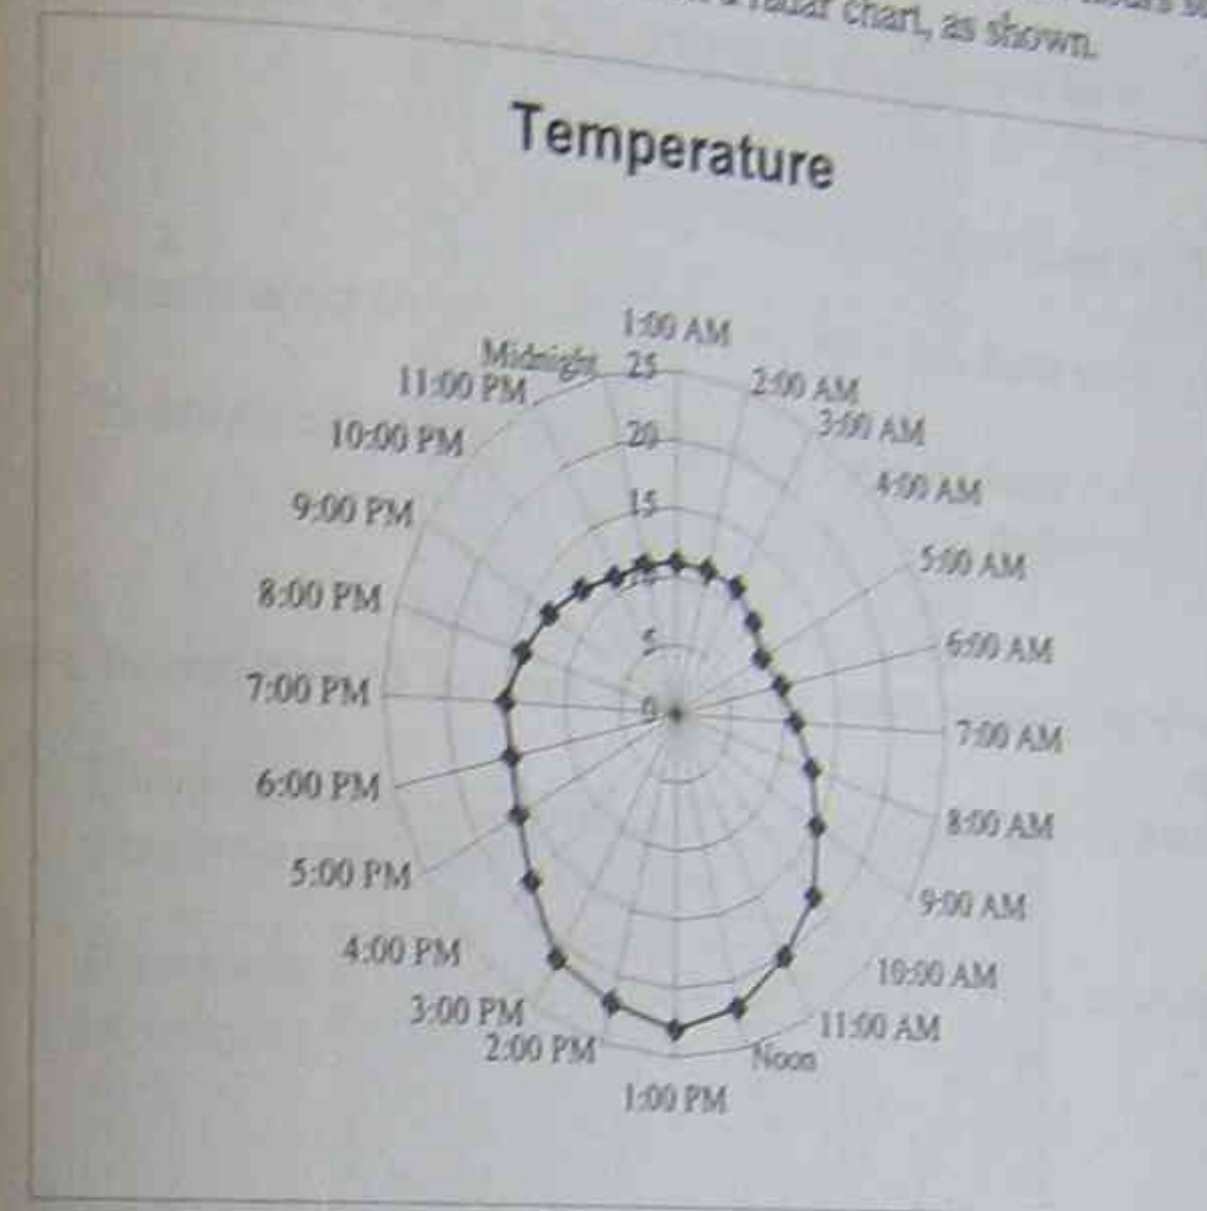 radar chart, as shown.
Temperature
1:00 AM
Midnight
25
2:00 AM
11:00 PM
3:00 AM
10:00 PM
20
4:00 AM
9:00 PM
15
5:00 AM
8:00 PM
10
5
6:00 AM
7:00 PM
0
7:00 AM
6:00 PM
8:00 AM
5:00 PM
9:00 AM
4:00 PM
10:00 AM
3:00 PM
11:00 AM
2:00 PM
Noon
1:00 PM